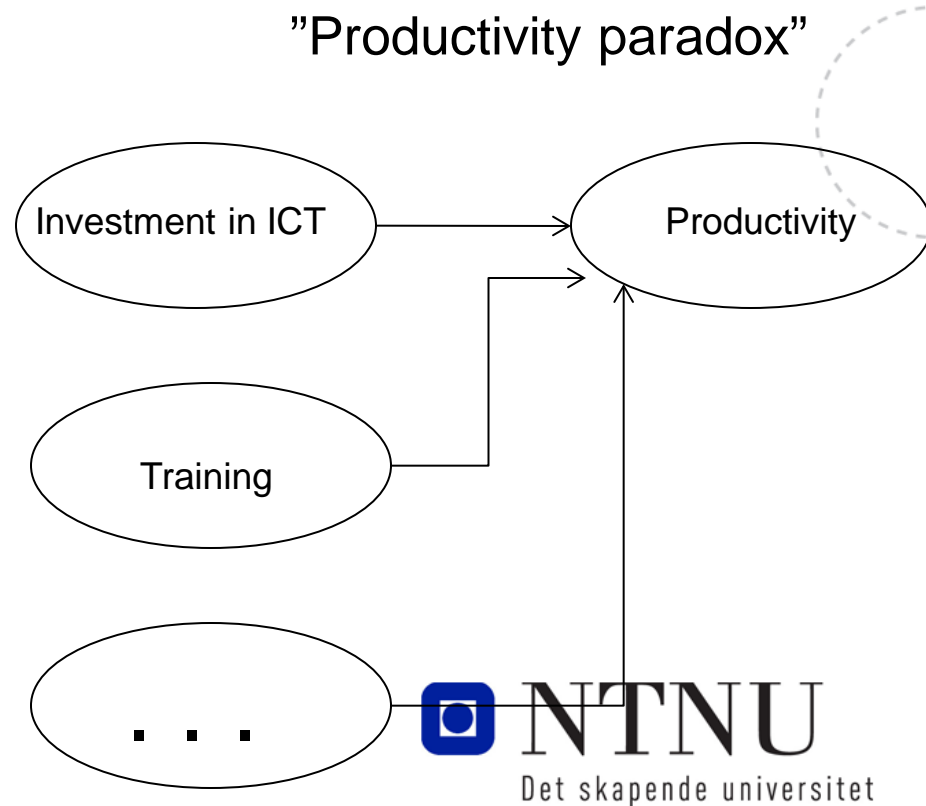 ”Productivity paradox”
Investment in ICT
Productivity
Training
. . .
NTNU
Det skapende universitet